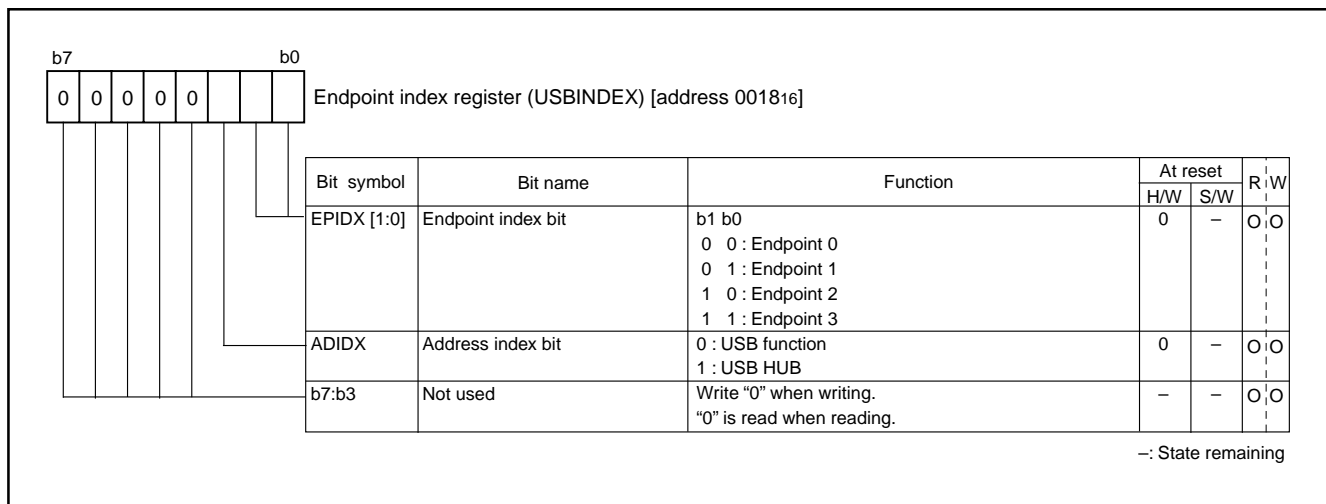 b7 b0
0 0 0 0 0 Endpoint index register (USBINDEX) [address 001816]
Bit symbol Bit name Function At reset R W
H/W S/W
EPIDX [1:0] Endpoint index bit b1 b0 0 – O O
0 0 : Endpoint 0
0 1 : Endpoint 1
1 0 : Endpoint 2
1 1 : Endpoint 3
ADIDX Address index bit 0 : USB function 0 – O O
1 : USB HUB
b7:b3 Not used Write “0” when writing. – – O O
“0” is read when reading.
–: State remaining